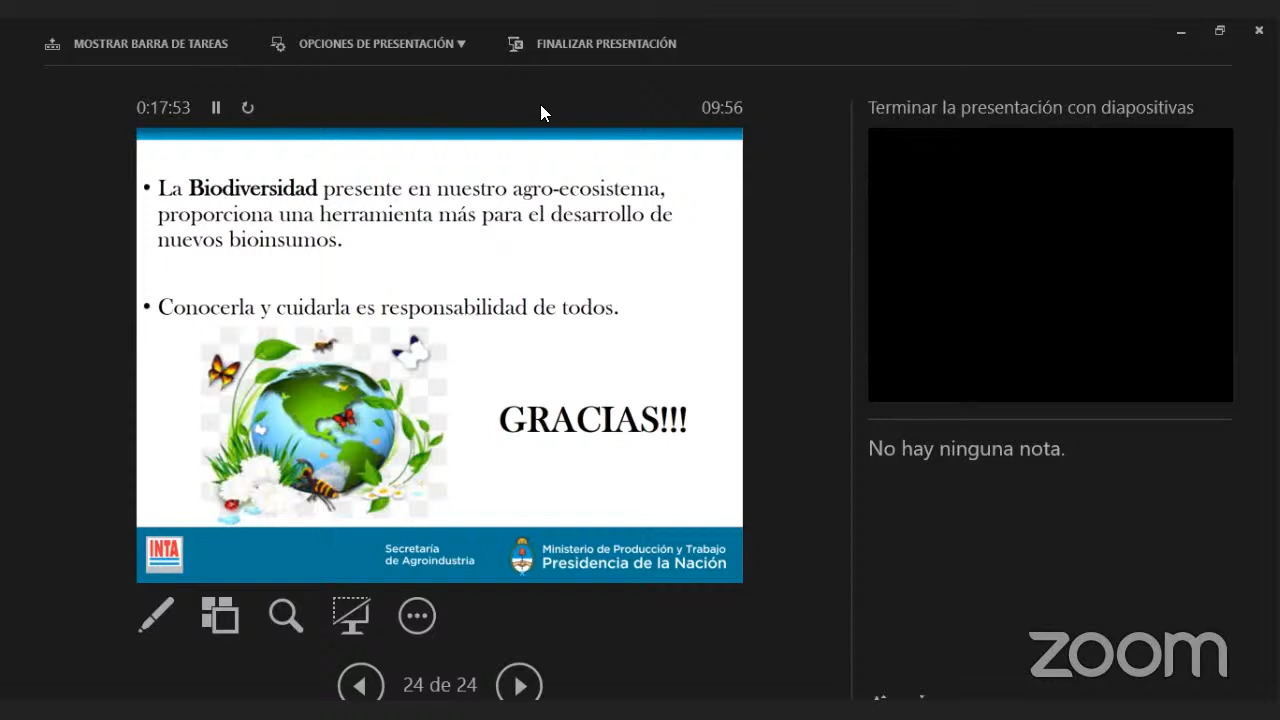 MOSTRAR BARRA DE TAREAS
OPCIONES DE PRESENTACIÓN
FINALIZAR PRESENTACIÓN
0:17:53
09:56
Terminar la presentación con diapositivas
• La Biodiversidad presente en nuestro agro-ecosistema,
proporciona una herramienta más para el desarrollo de
nuevos bioinsumos.
• Conocerla y cuidarla es responsabilidad de todos.
GRACIAS!!!
No hay ninguna nota.
INTA
Secretaría
de Agroindustria
Ministerio de Producción y Trabajo
Presidencia de la Nación
24 de 24
zoom